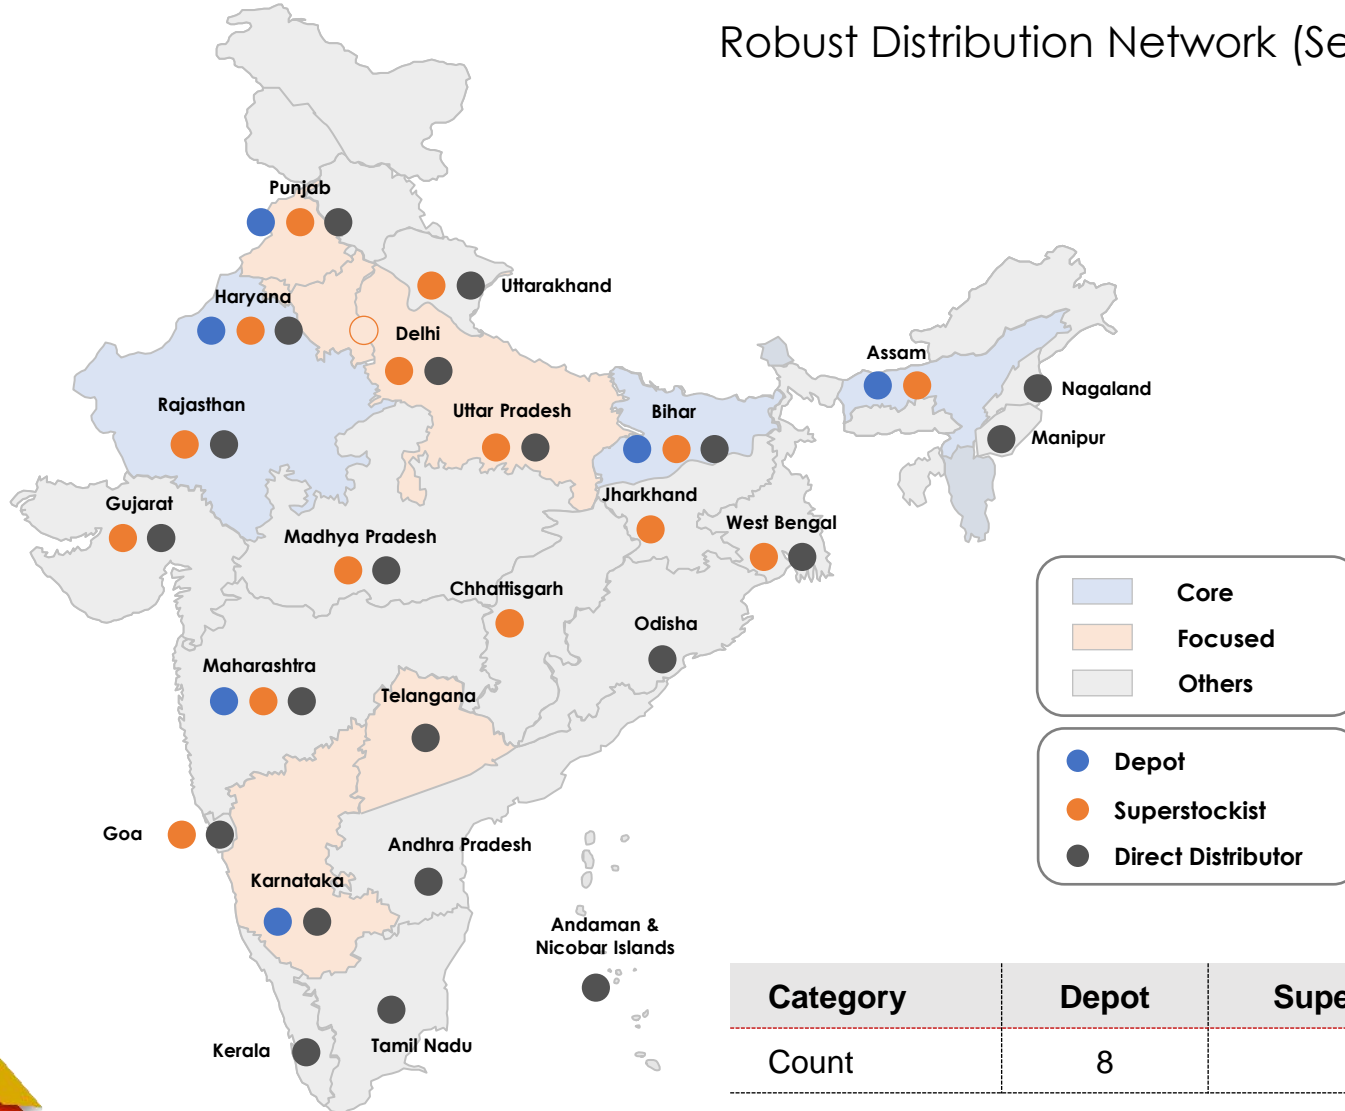 Robust Distribution Network (Se
Punjab
Uttarakhand
Haryana
Delhi
Assam
Nagaland
Rajasthan
Uttar Pradesh
Bihar
Manipur
Jharkhand
Gujarat
West Bengal
Madhya Pradesh
Chhattisgarh
Odisha
Maharashtra
Telangana
Goa
Andhra Pradesh
Karnataka
Andaman &
Nicobar Islands
Kerala
Tamil Nadu
Core
Focused
Others
Depot
Superstockist
Direct Distributor
Category Depot Supe
Count 8